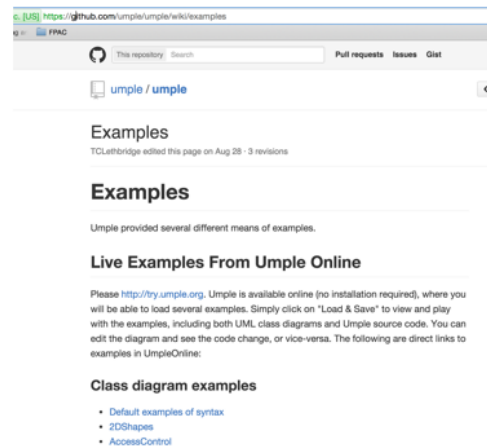 c. [US] https://github.com/umple/umple/wiki/examples
FPAC
This repository Search Pull requests Issues Gist
umple / umple
Examples
TCLethbridge edited this page on Aug 28 · 3 revisions
Examples
Umple provided several different means of examples.
Live Examples From Umple Online
Please http://try.umple.org. Umple is available online (no installation required), where you
will be able to load several examples. Simply click on "Load & Save" to view and play
with the examples, including both UML class diagrams and Umple source code. You can
edit the diagram and see the code change, or vice-versa. The following are direct links to
examples in UmpleOnline:
Class diagram examples
• Default examples of syntax
• 2DShapes
• AccessControl